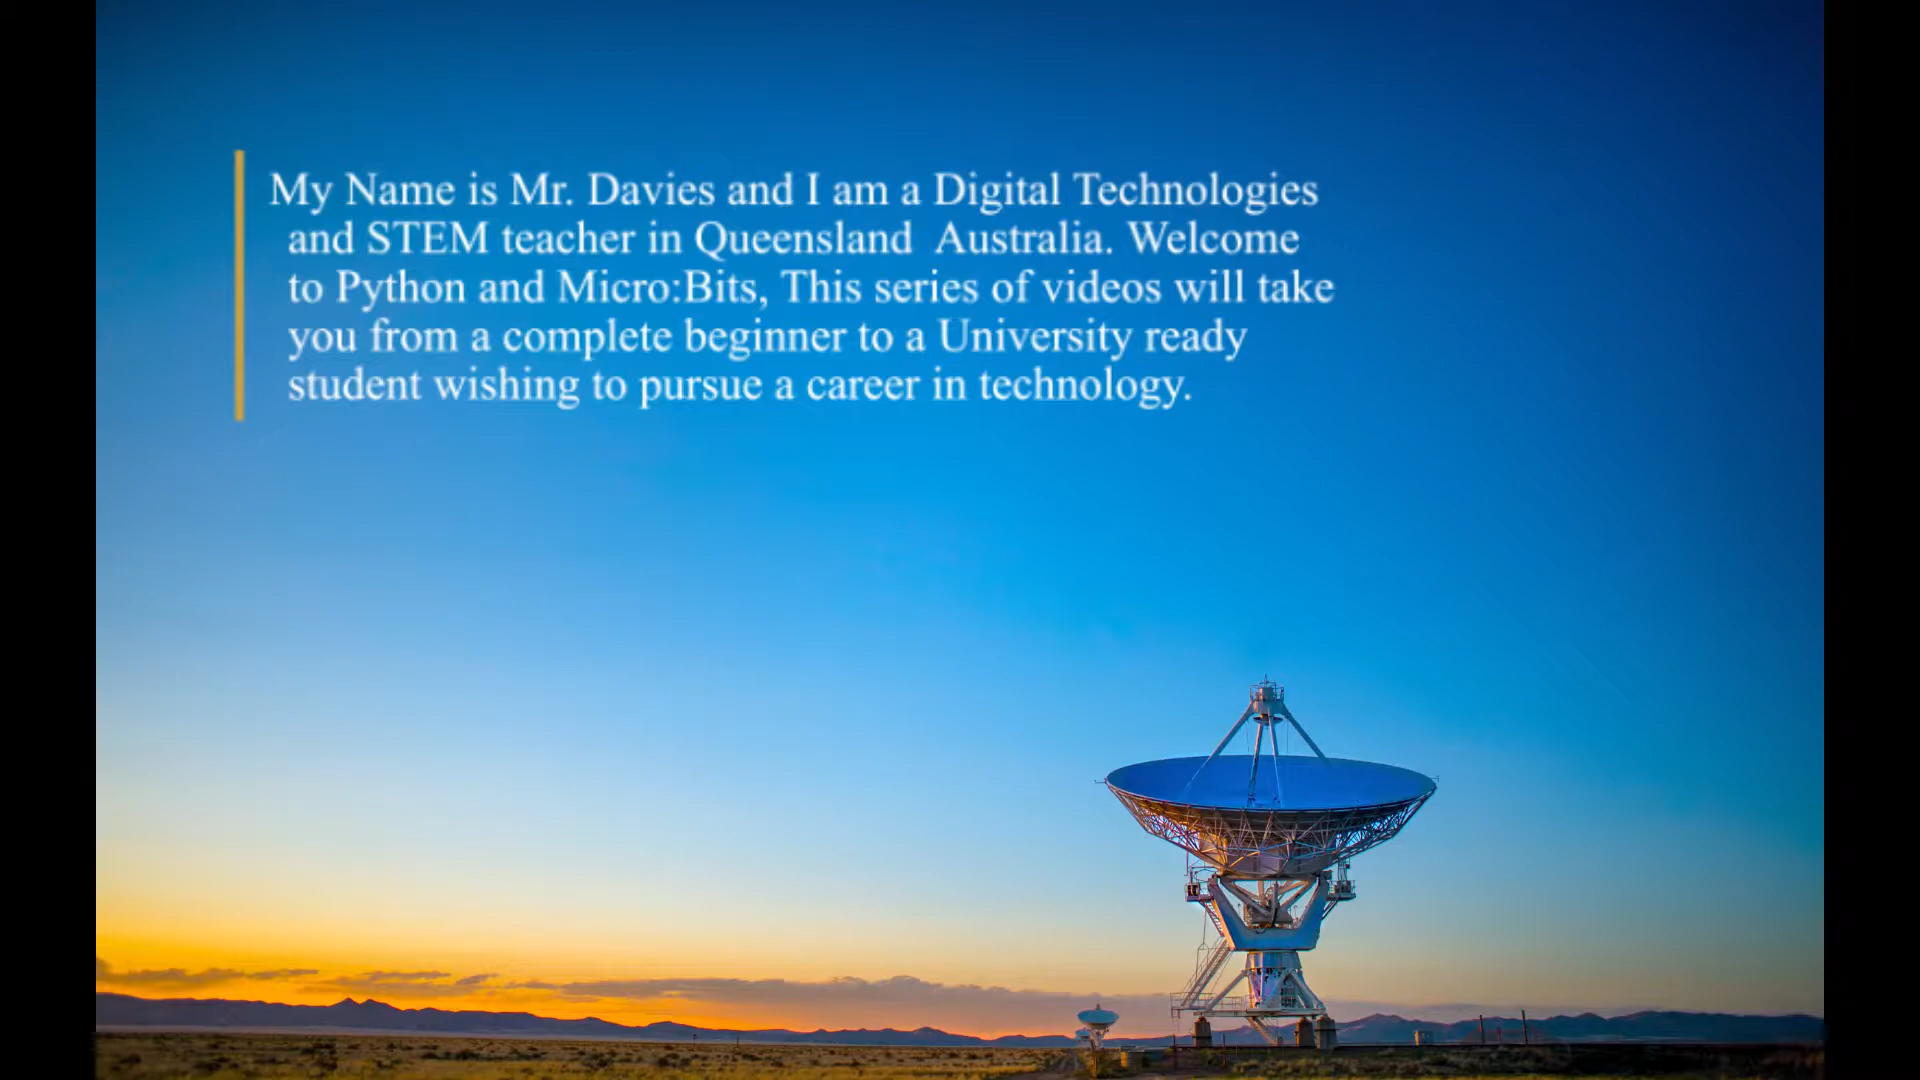 My Name is Mr. Davies and I am a Digital Technologies
and STEM teacher in Queensland  Australia. Welcome
to Python and Micro:Bits, This series of videos will take
you from a complete beginner to a University ready
student wishing to pursue a career in technology.